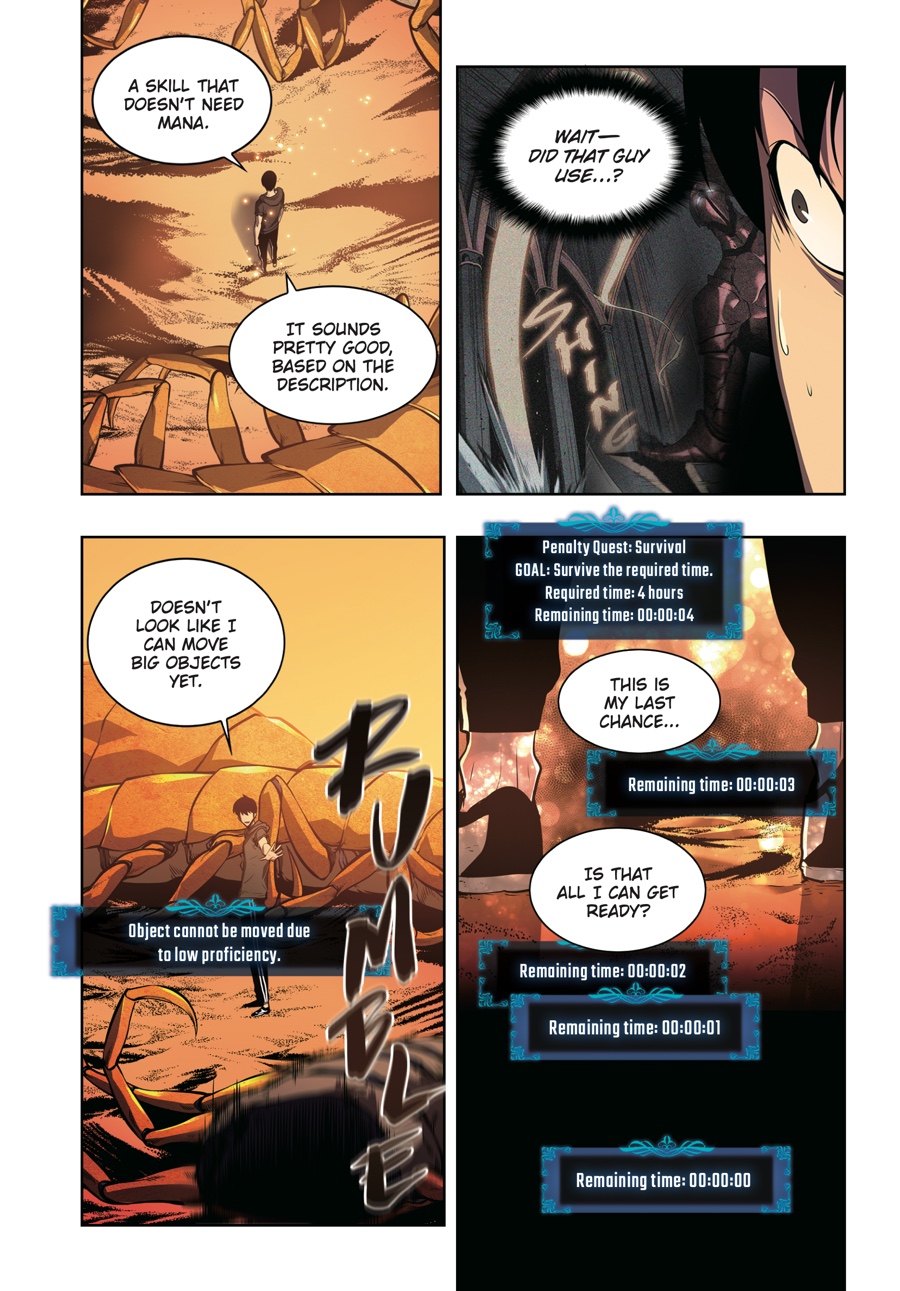 A SKILL THAT
DOESN'T NEED
MANA.
IT SOUNDS
PRETTY GOOD,
BASED ON THE
DESCRIPTION.
WAIT—
DID THAT GUY
USE...?
SHING
DOESN'T
LOOK LIKE I
CAN MOVE
BIG OBJECTS
YET.
RUMBLE
Object cannot be moved due
to low proficiency.
Penalty Quest: Survival
GOAL: Survive the required time.
Required time: 4 hours
Remaining time: 00:00:04
THIS IS
MY LAST
CHANCE...
Remaining time: 00:00:03
IS THAT
ALL I CAN GET
READY?
Remaining time: 00:00:02
Remaining time: 00:00:01
Remaining time: 00:00:00